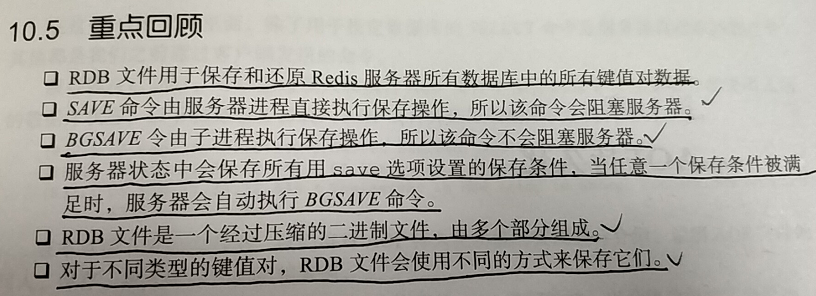 10.5 重点回顾
❏ RDB 文件用于保存和还原 Redis 服务器所有数据库中的所有键值对数据。
❏ SAVE 命令由服务器进程直接执行保存操作，所以该命令会阻塞服务器。
❏ BGSAVE 令由子进程执行保存操作，所以该命令不会阻塞服务器。
❏ 服务器状态中会保存所有用 save 选项设置的保存条件，当任意一个保存条件被满
足时，服务器会自动执行 BGSAVE 命令。
❏ RDB 文件是一个经过压缩的二进制文件，由多个部分组成。
❏ 对于不同类型的键值对，RDB 文件会使用不同的方式来保存它们。